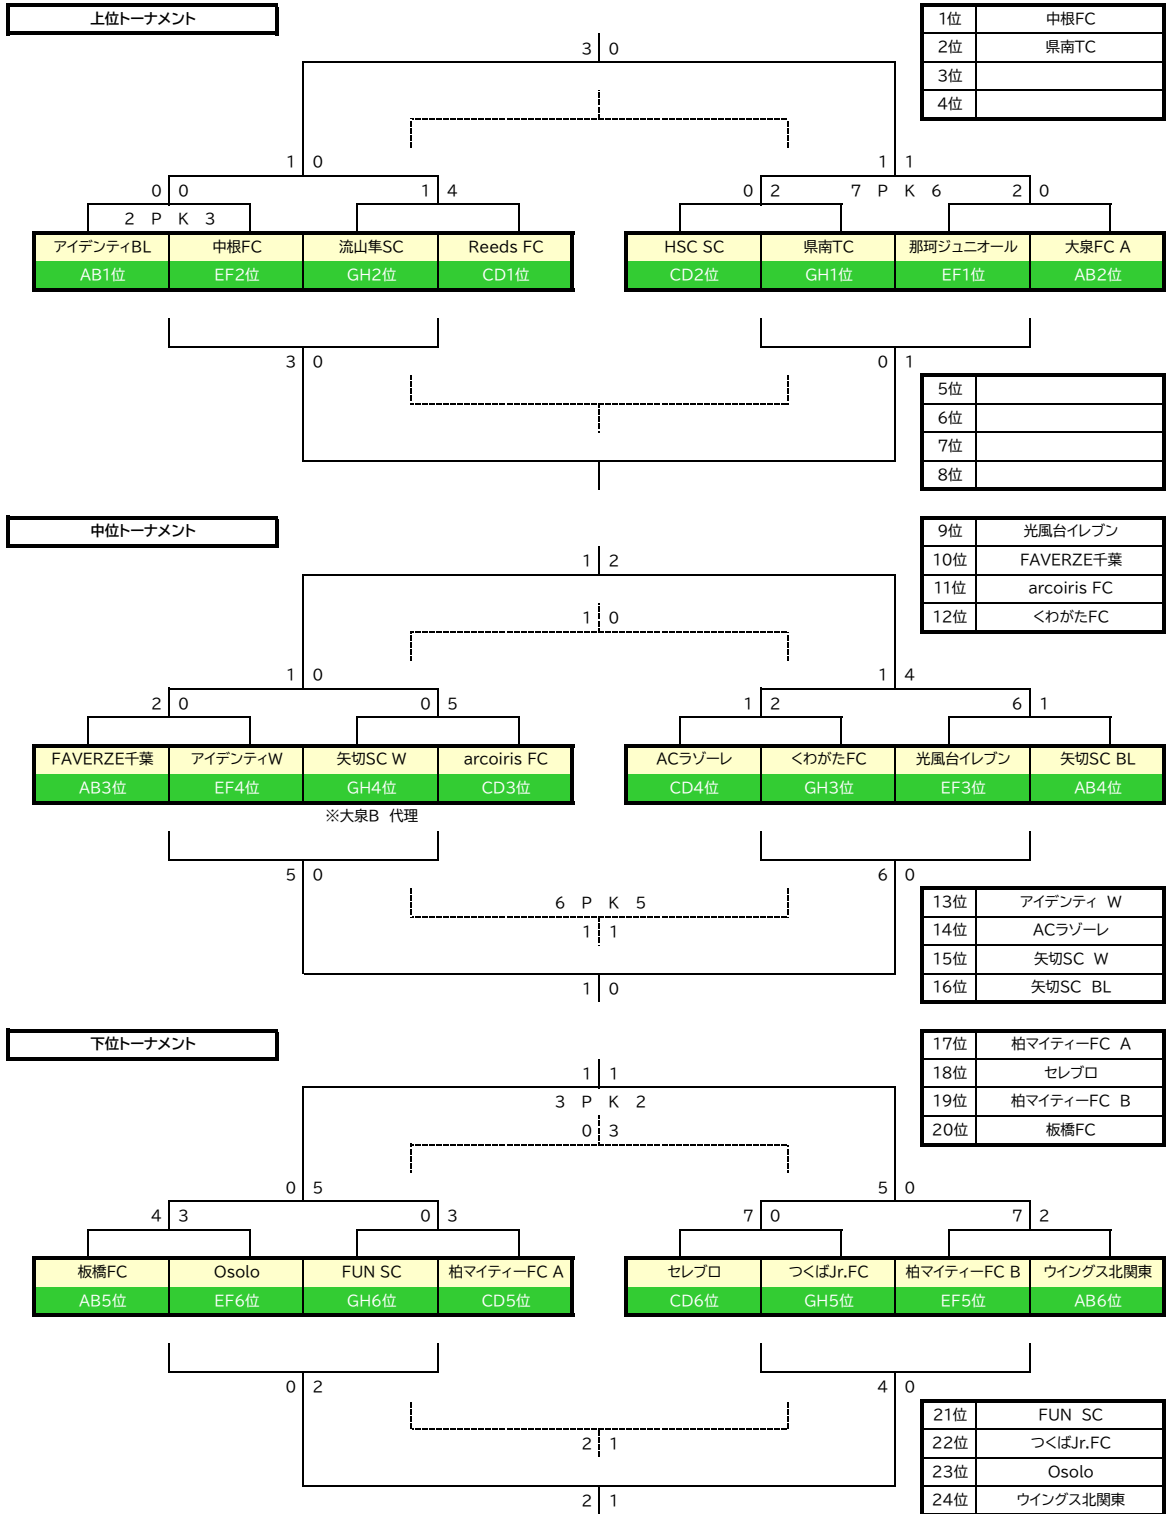 上位トーナメント
1位 中根FC
2位 県南TC
3位
4位
3 0
1 0
1 1
0 0
1 4
0 2
7 P K 6
2 0
2 P K 3
アイデンティBL 中根FC 流山隼SC Reeds FC HSC SC 県南TC 那珂ジュニオール 大泉FC A
AB1位 EF2位 GH2位 CD1位 CD2位 GH1位 EF1位 AB2位
3 0
0 1
5位
6位
7位
8位
中位トーナメント
9位 光風台イレブン
10位 FAVERZE千葉
11位 arcoiris FC
12位 くわがたFC
1 2
1 0
1 0
1 4
2 0
0 5
1 2
6 1
FAVERZE千葉 アイデンティW 矢切SC W arcoiris FC ACラゾーレ くわがたFC 光風台イレブン 矢切SC BL
AB3位 EF4位 GH4位 CD3位 CD4位 GH3位 EF3位 AB4位
※大泉B 代理
5 0
6 0
6 P K 5
1 1
1 0
13位 アイデンティ W
14位 ACラゾーレ
15位 矢切SC W
16位 矢切SC BL
下位トーナメント
17位 柏マイティーFC A
18位 セレブロ
19位 柏マイティーFC B
20位 板橋FC
1 1
3 P K 2
0 3
0 5
5 0
4 3
0 3
7 0
7 2
板橋FC Osolo FUN SC 柏マイティーFC A セレブロ つくばJr.FC 柏マイティーFC B ウイングス北関東
AB5位 EF6位 GH6位 CD5位 CD6位 GH5位 EF5位 AB6位
0 2
4 0
2 1
2 1
21位 FUN SC
22位 つくばJr.FC
23位 Osolo
24位 ウイングス北関東